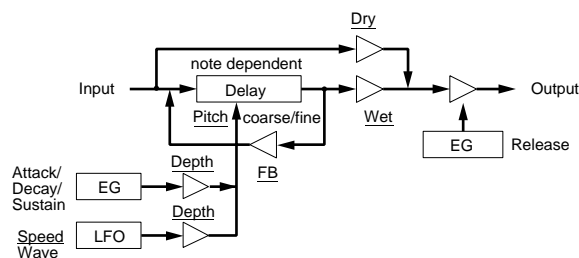 Dry
note dependent
Input
Delay
Output
Pitch
coarse/fine
Wet
EG
Release
FB
Attack/
Decay/
Sustain
EG
Depth
Depth
Speed
Wave
LFO